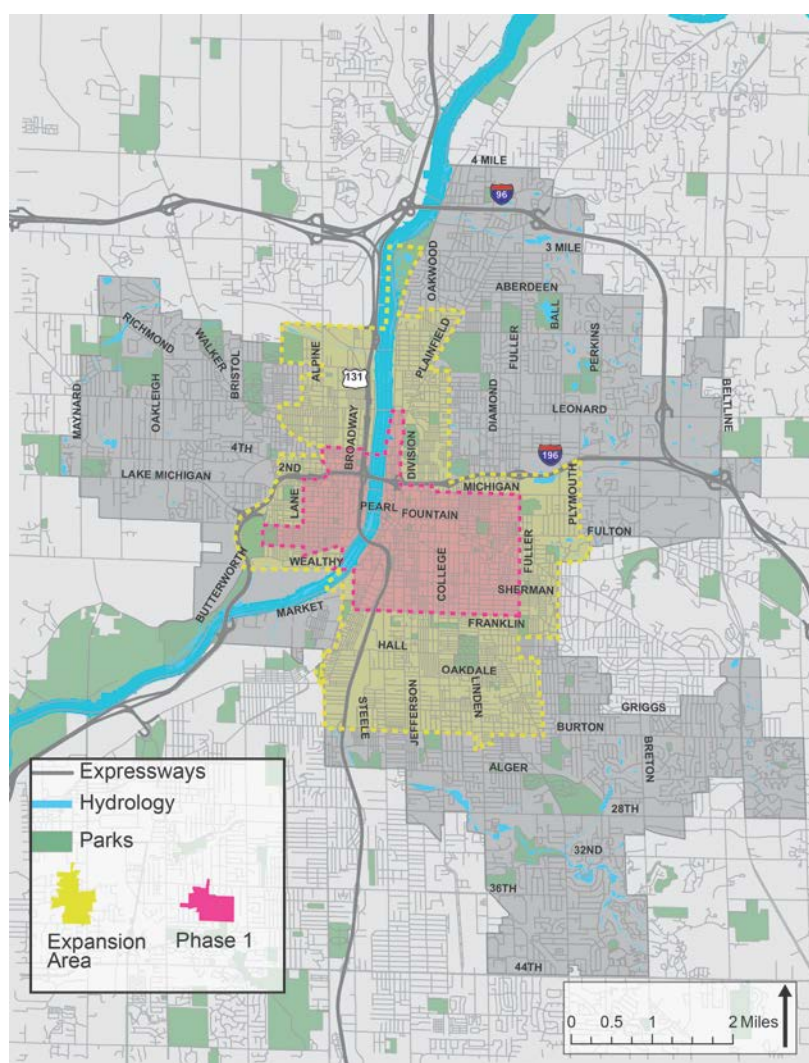 4 MILE
96
3 MILE
OAKWOOD
ABERDEEN
BALL
RICHMOND
WALKER
BRISTOL
ALPINE
PLAINFIELD
FULLER
PERKINS
131
MAYNARD
OAKLEIGH
DIAMOND
BELTLINE
LEONARD
BROADWAY
DIVISION
4TH
196
2ND
LAKE MICHIGAN
MICHIGAN
PLYMOUTH
LANE
PEARL
FOUNTAIN
FULLER
FULTON
WEALTHY
COLLEGE
BUTTERWORTH
SHERMAN
MARKET
FRANKLIN
HALL
OAKDALE
LINDEN
STEELE
JEFFERSON
GRIGGS
BURTON
BRETON
ALGER
28TH
32ND
36TH
44TH
Expressways
Hydrology
Parks
Expansion
Area
Phase 1
0 0.5 1 2 Miles